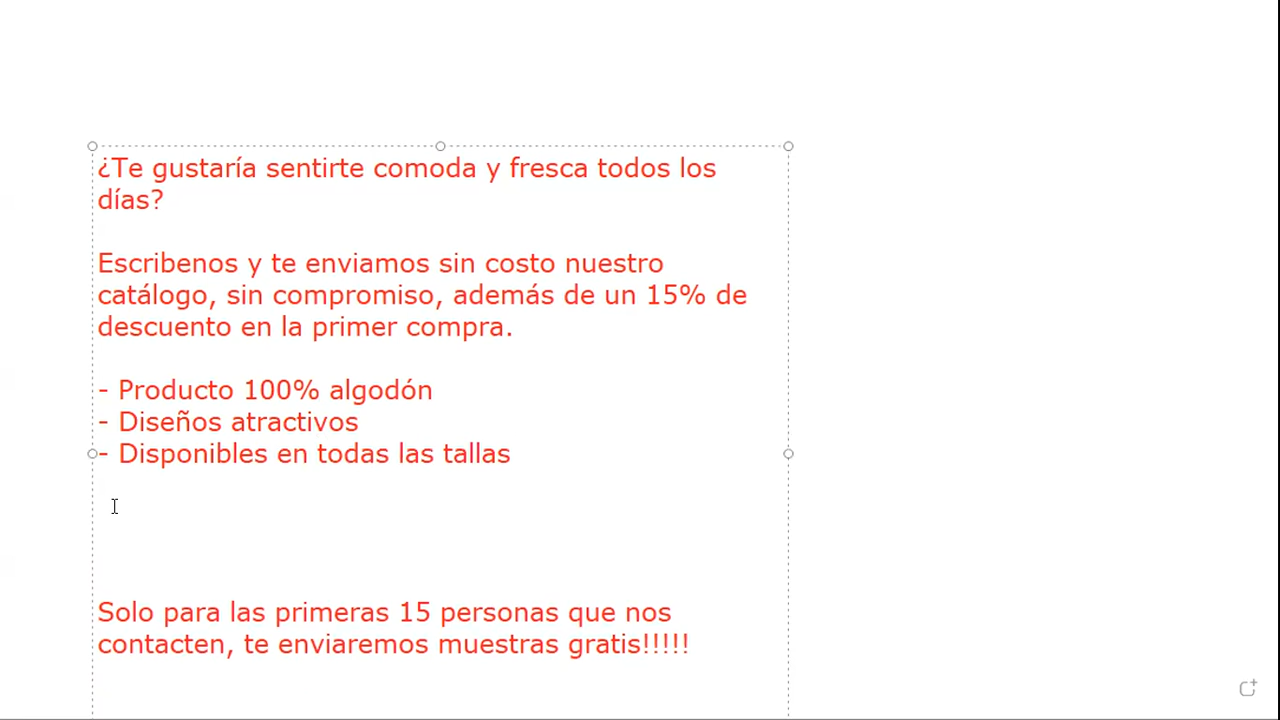 ¿Te gustaría sentirte comoda y fresca todos los
días?
Escribenos y te enviamos sin costo nuestro
catálogo, sin compromiso, además de un 15% de
descuento en la primer compra.
- Producto 100% algodón
- Diseños atractivos
- Disponibles en todas las tallas
Solo para las primeras 15 personas que nos
contacten, te enviaremos muestras gratis!!!!!